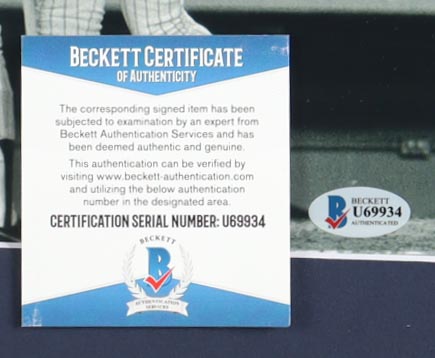 BECKETT CERTIFICATE
OF AUTHENTICITY
The corresponding signed item has been
subjected to examination by an expert from
Beckett Authentication Services and has
been deemed authentic and genuine.
This authentication can be verified by
visiting www.beckett-authentication.com
and utilizing the below authentication
number in the designated area.
CERTIFICATION SERIAL NUMBER: U69934
BECKETT
B
AUTHENTICATION
SERVICES
B
BECKETT
U69934
AUTHENTICATED